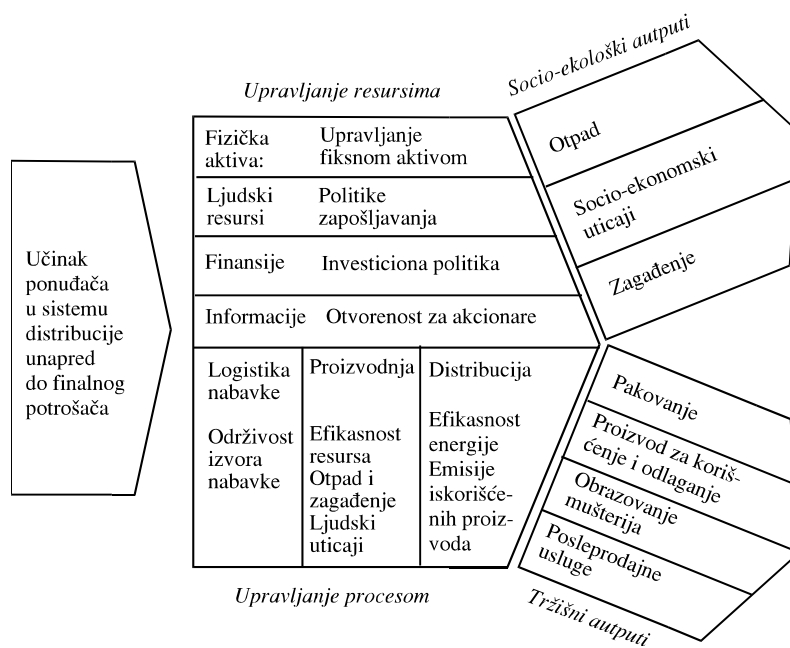 Upravljanje resursima
Socio-ekološki autputi
Učinak
ponuđača
u sistemu
distribucije
unapred
do finalnog
potrošača
Fizička
aktiva:
Upravljanje
fiksnom aktivom
Ljudski
resursi
Politike
zapošljavanja
Finansije
Investiciona politika
Informacije
Otvorenost za akcionare
Logistika
nabavke
Održivost
izvora
nabavke
Proizvodnja
Efikasnost
resursa
Otpad i
zagađenje
Ljudski
uticaji
Distribucija
Efikasnost
energije
Emisije
iskorišće-
nih proiz-
voda
Upravljanje procesom
Otpad
Socio-ekonomski
uticaji
Zagađenje
Pakovanje
Proizvod za koriš-
ćenje i odlaganje
Obrazovanje
mušterija
Posleprodajne
usluge
Tržišni autputi